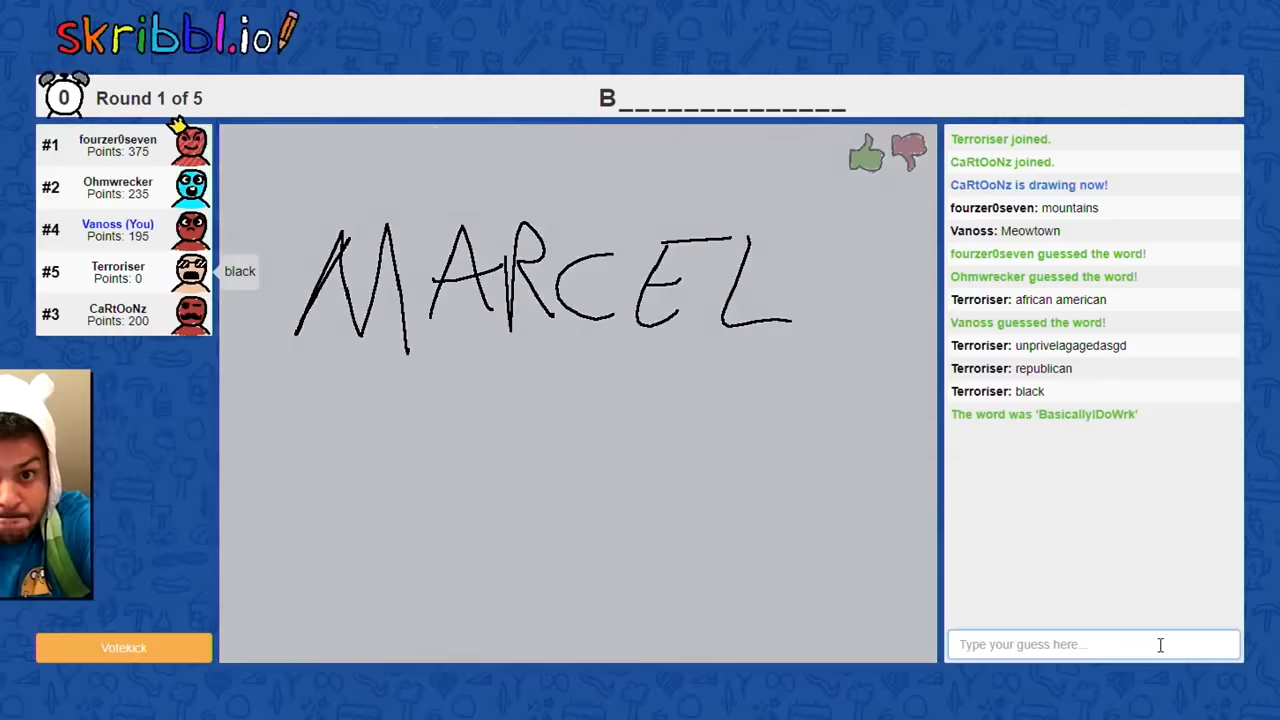 skribbl.io
0
Round 1 of 5
B______________
#1
fourzer0seven
Points: 375
#2
Ohmwrecker
Points: 235
#4
Vanoss (You)
Points: 195
#5
Terroriser
Points: 0
black
#3
CaRtOoNz
Points: 200
MARCEL
Terroriser joined.
CaRtOoNz joined.
CaRtOoNz is drawing now!
fourzer0seven: mountains
Vanoss: Meowtown
fourzer0seven guessed the word!
Ohmwrecker guessed the word!
Terroriser: african american
Vanoss guessed the word!
Terroriser: unprivelagagedasgd
Terroriser: republican
Terroriser: black
The word was 'BasicallyIDoWrk'
Votekick
Type your guess here...